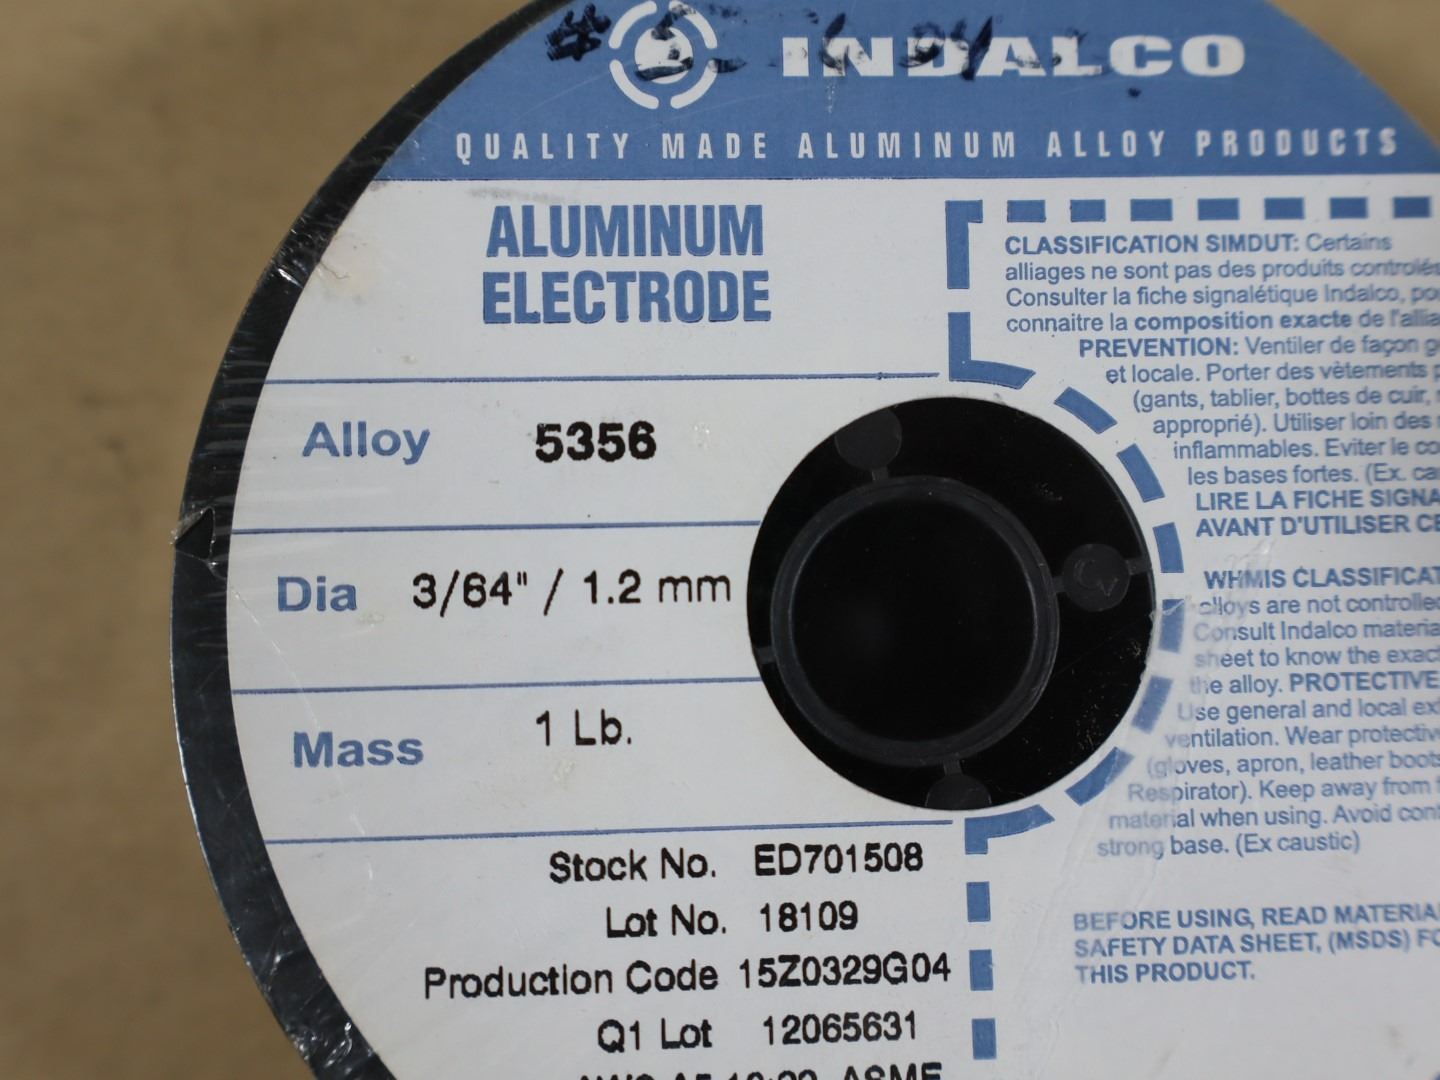 INDALCO
QUALITY MADE ALUMINUM ALLOY PRODUCTS
ALUMINUM
ELECTRODE
Alloy 5356
Dia 3/64" / 1.2 mm
Mass 1 Lb.
Stock No. ED701508
Lot No. 18109
Production Code 15Z0329G04
Q1 Lot 12065631
CLASSIFICATION SIMDUT: Certains
alliages ne sont pas des produits contrôlés
Consulter la fiche signalétique Indalco,
connaitre la composition exacte de
PREVENTION: Ventiler de façon
et locale. Porter des vètements
(gants, tablier, bottes de cuir,
approprié). Utiliser loin des
inflammables. Eviter le
les bases fortes. (Ex.
LIRE LA FICHE
AVANT D'UTILISER
WHMIS
alloys are not controlled
Consult Indalco
sheet to know the exact
the alloy. PROTECTIVE
Use general and local
ventilation. Wear
(gloves, apron, leather boots
Respirator). Keep away from
material when using. Avoid
strong base. (Ex caustic)
BEFORE USING, READ
SAFETY DATA SHEET, (MSDS)
THIS PRODUCT.